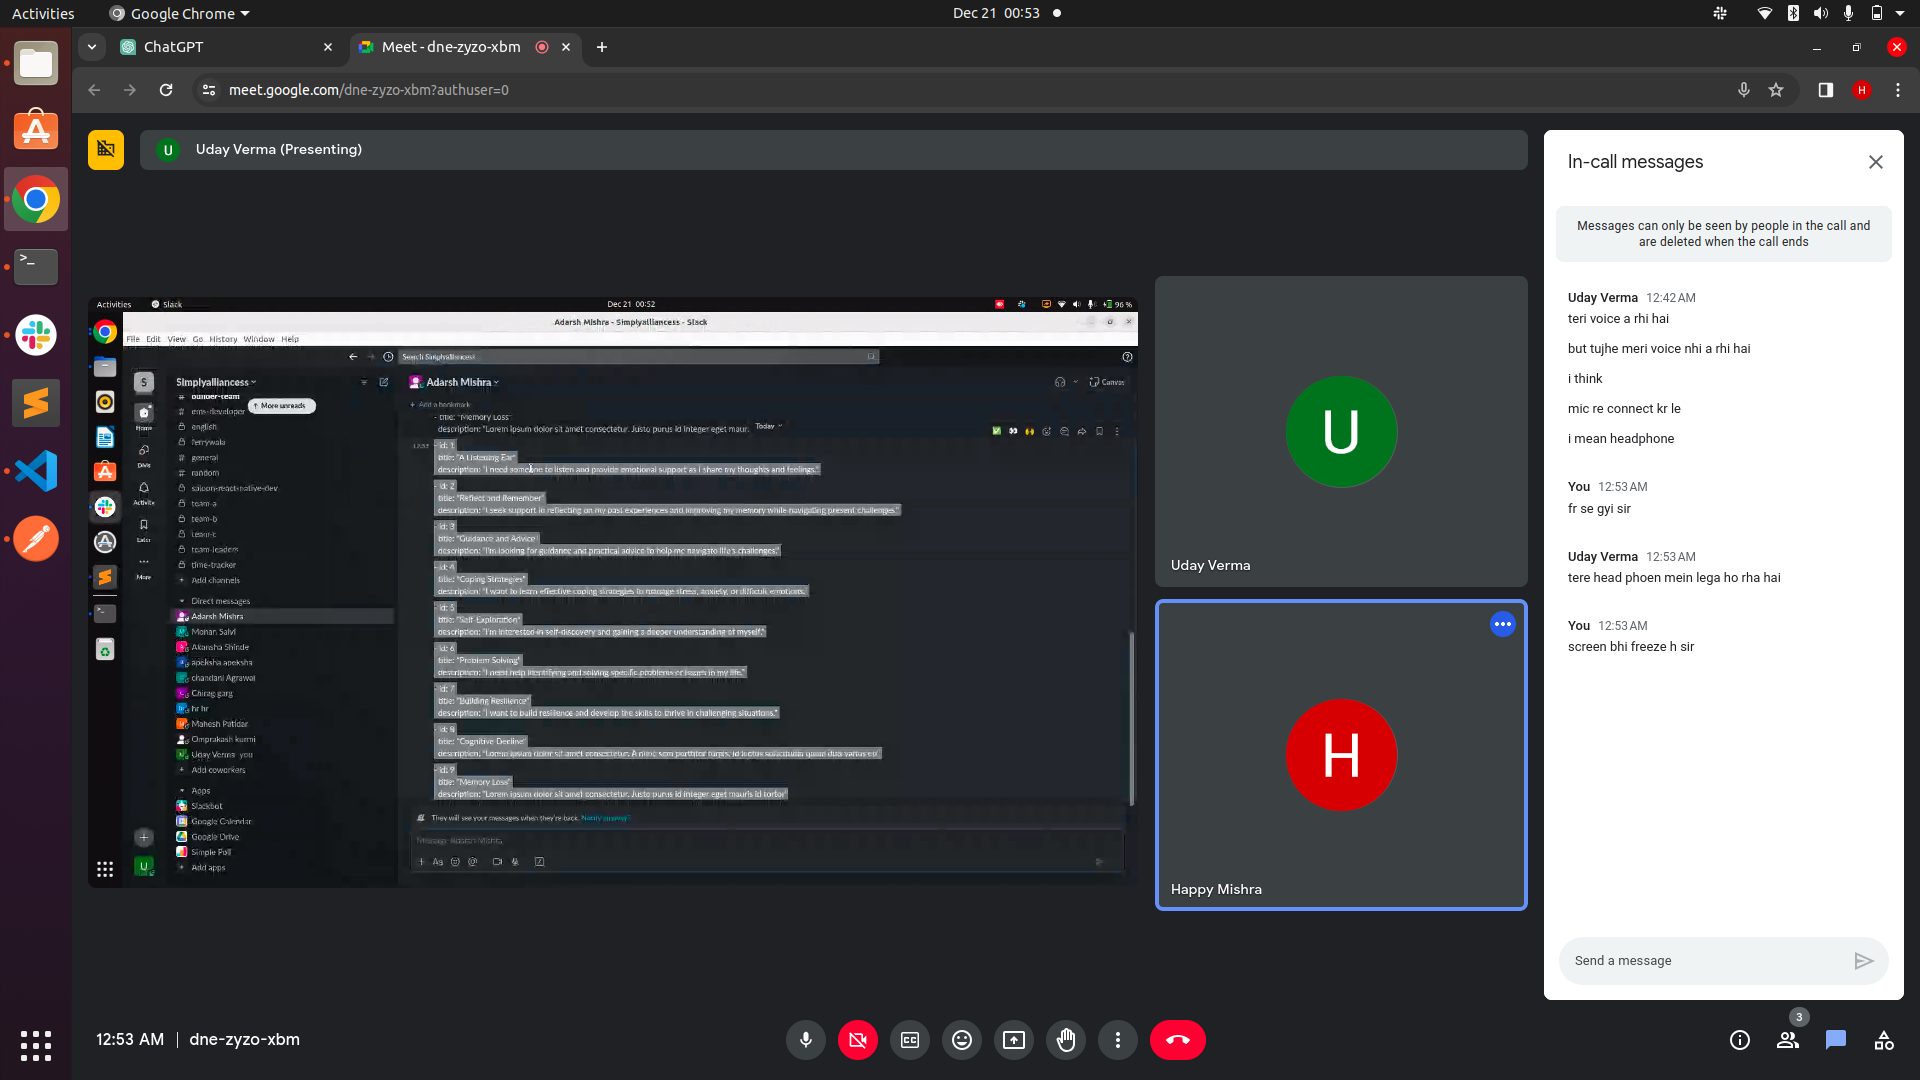 Activities
Google Chrome
Dec 21 00:53
ChatGPT
Meet - dne-zyzo-xbm
meet.google.com/dne-zyzo-xbm?authuser=0
H
U
Uday Verma (Presenting)
Activities
Slack
Dec 21 00:52
96 %
Adarsh Mishra - Simplyalliancess - Slack
File Edit View Go History Window Help
Search Simplyalliancess
S
Simplyalliancess
Adarsh Mishra
Canvas
Add a bookmark
builder-team
ems-developer
More unreads
Home
english
ferrywala
general
DMs
random
saloon-react-native-dev
Activity
team-a
team-b
team-c
Later
team-leaders
time-tracker
More
Add channels
Direct messages
Adarsh Mishra
Monan Salvi
Akansha Shinde
apeksha.apeksha
chandani Agrawal
Chirag.garg
hr hr
Mahesh Patidar
Omprakash kurmi
Uday Verma you
Add coworkers
Apps
Slackbot
Google Calendar
Google Drive
Simple Poll
Add apps
U
- title: "Memory Loss"
description: "Lorem ipsum dolor sit amet consectetur. Justo purus id integer eget maur
Today
12:52
- id: 1
title: "A Listening Ear"
description: "I need someone to listen and provide emotional support as I share my thoughts and feelings."
- id: 2
title: "Reflect and Remember"
description: "I seek support in reflecting on my past experiences and improving my memory while navigating present challenges."
- id: 3
title: "Guidance and Advice"
description: "I'm looking for guidance and practical advice to help me navigate life's challenges."
- id: 4
title: "Coping Strategies"
description: "I want to learn effective coping strategies to manage stress, anxiety, or difficult emotions.
- id: 5
title: "Self-Exploration"
description: "I'm interested in self-discovery and gaining a deeper understanding of myself."
- id: 6
title: "Problem Solving"
description: "I need help identifying and solving specific problems or issues in my life."
- id: 7
title: "Building Resilience"
description: "I want to build resilience and develop the skills to thrive in challenging situations."
- id: 8
title: "Cognitive Decline"
description: "Lorem ipsum dolor sit amet consectetur. A nunc sem porttitor turpis. Id
- id: 9
title: "Memory Loss"
description: "Lorem ipsum dolor sit amet consectetur. Justo purus id integer eget mauris id tortor"
They will see your messages when they're back. Notify anyway?
Message Adarsh Mishra
Aa
U
Uday Verma
H
Happy Mishra
In-call messages
Messages can only be seen by people in the call and
are deleted when the call ends
Uday Verma 12:42 AM
teri voice a rhi hai
but tujhe meri voice nhi a rhi hai
i think
mic re connect kr le
i mean headphone
You 12:53 AM
fr se gyi sir
Uday Verma 12:53 AM
tere head phoen mein lega ho rha hai
You 12:53 AM
screen bhi freeze h sir
Send a message
12:53 AM
dne-zyzo-xbm
3